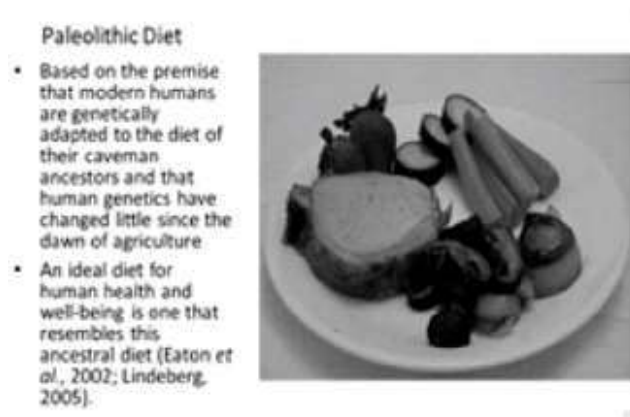 Paleolithic Diet
• Based on the premise
that modern humans
are genetically
adapted to the diet of
their caveman
ancestors and that
human genetics have
changed little since the
dawn of agriculture
• An ideal diet for
human health and
well-being is one that
resembles this
ancestral diet (Eaton et
al., 2002; Lindeberg,
2005).